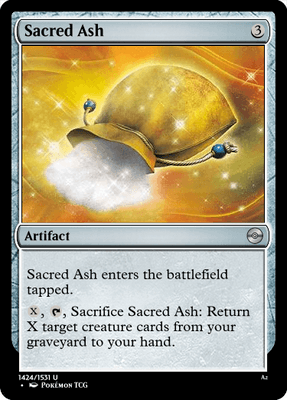 Sacred Ash 3
Artifact
Sacred Ash enters the battlefield
tapped.
X, , Sacrifice Sacred Ash: Return
X target creature cards from your
graveyard to your hand.
1424/1531 U
• Pokémon TCG Az